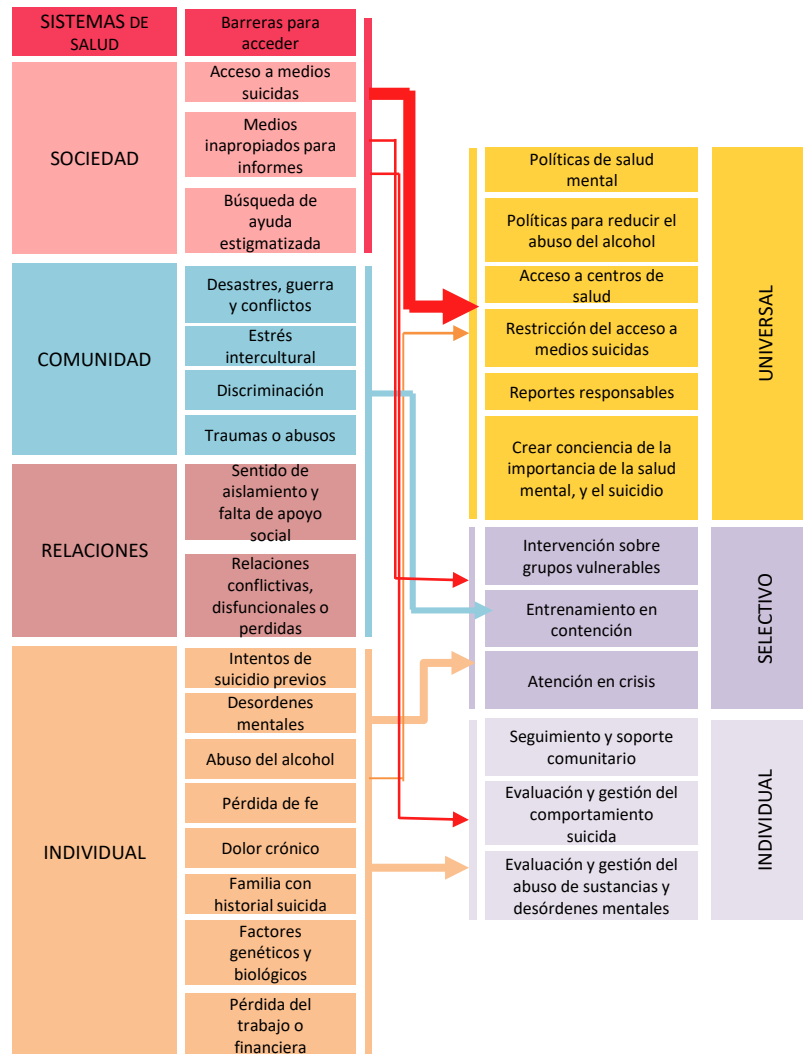 SISTEMAS DE
SALUD
Barreras para
acceder
SOCIEDAD
Acceso a medios
suicidas
Medios
inapropiados para
informes
Búsqueda de
ayuda
estigmatizada
COMUNIDAD
Desastres, guerra
y conflictos
Estrés
intercultural
Discriminación
Traumas o abusos
RELACIONES
Sentido de
aislamiento y
falta de apoyo
social
Relaciones
conflictivas,
disfuncionales o
perdidas
INDIVIDUAL
Intentos de
suicidio previos
Desordenes
mentales
Abuso del alcohol
Pérdida de fe
Dolor crónico
Familia con
historial suicida
Factores
genéticos y
biológicos
Pérdida del
trabajo o
financiera
Políticas de salud
mental
Políticas para reducir el
abuso del alcohol
Acceso a centros de
salud
Restricción del acceso a
medios suicidas
Reportes responsables
Crear conciencia de la
importancia de la salud
mental, y el suicidio
UNIVERSAL
Intervención sobre
grupos vulnerables
Entrenamiento en
contención
Atención en crisis
SELECTIVO
Seguimiento y soporte
comunitario
Evaluación y gestión del
comportamiento
suicida
Evaluación y gestión del
abuso de sustancias y
desórdenes mentales
INDIVIDUAL